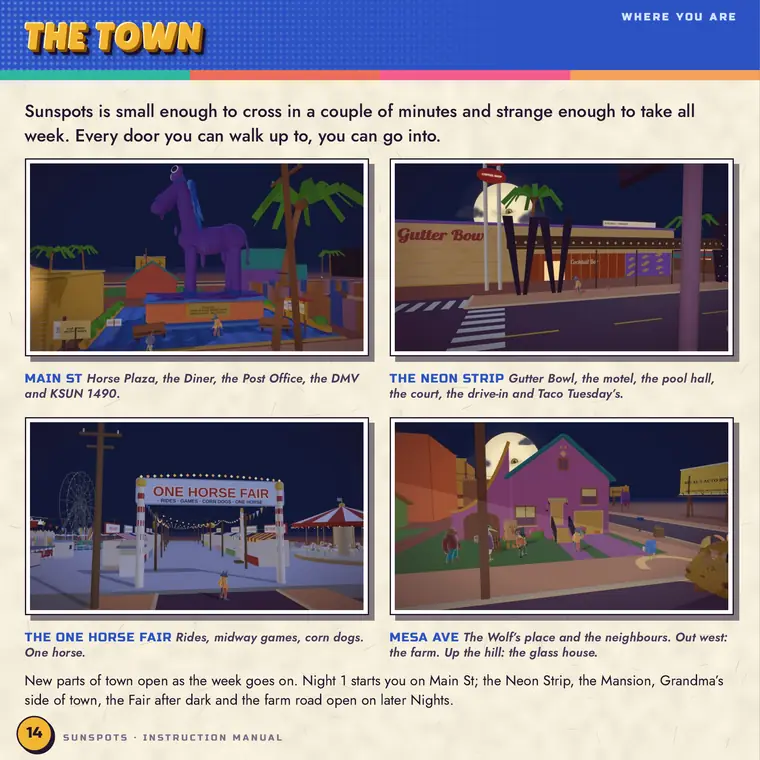 WHERE YOU ARE
THE TOWN
Sunspots is small enough to cross in a couple of minutes and strange enough to take all
week. Every door you can walk up to, you can go into.
Gutter Bow
Cocktail Bar
MAIN ST Horse Plaza, the Diner, the Post Office, the DMV
and KSUN 1490.
THE NEON STRIP Gutter Bowl, the motel, the pool hall,
the court, the drive-in and Taco Tuesday's.
ONE HORSE FAIR
RIDES · GAMES · CORN DOGS · ONE HORSE
THE ONE HORSE FAIR Rides, midway games, corn dogs.
One horse.
MESA AVE The Wolf's place and the neighbours. Out west:
the farm. Up the hill: the glass house.
New parts of town open as the week goes on. Night 1 starts you on Main St; the Neon Strip, the Mansion, Grandma's
side of town, the Fair after dark and the farm road open on later Nights.
14
SUNSPOTS · INSTRUCTION MANUAL